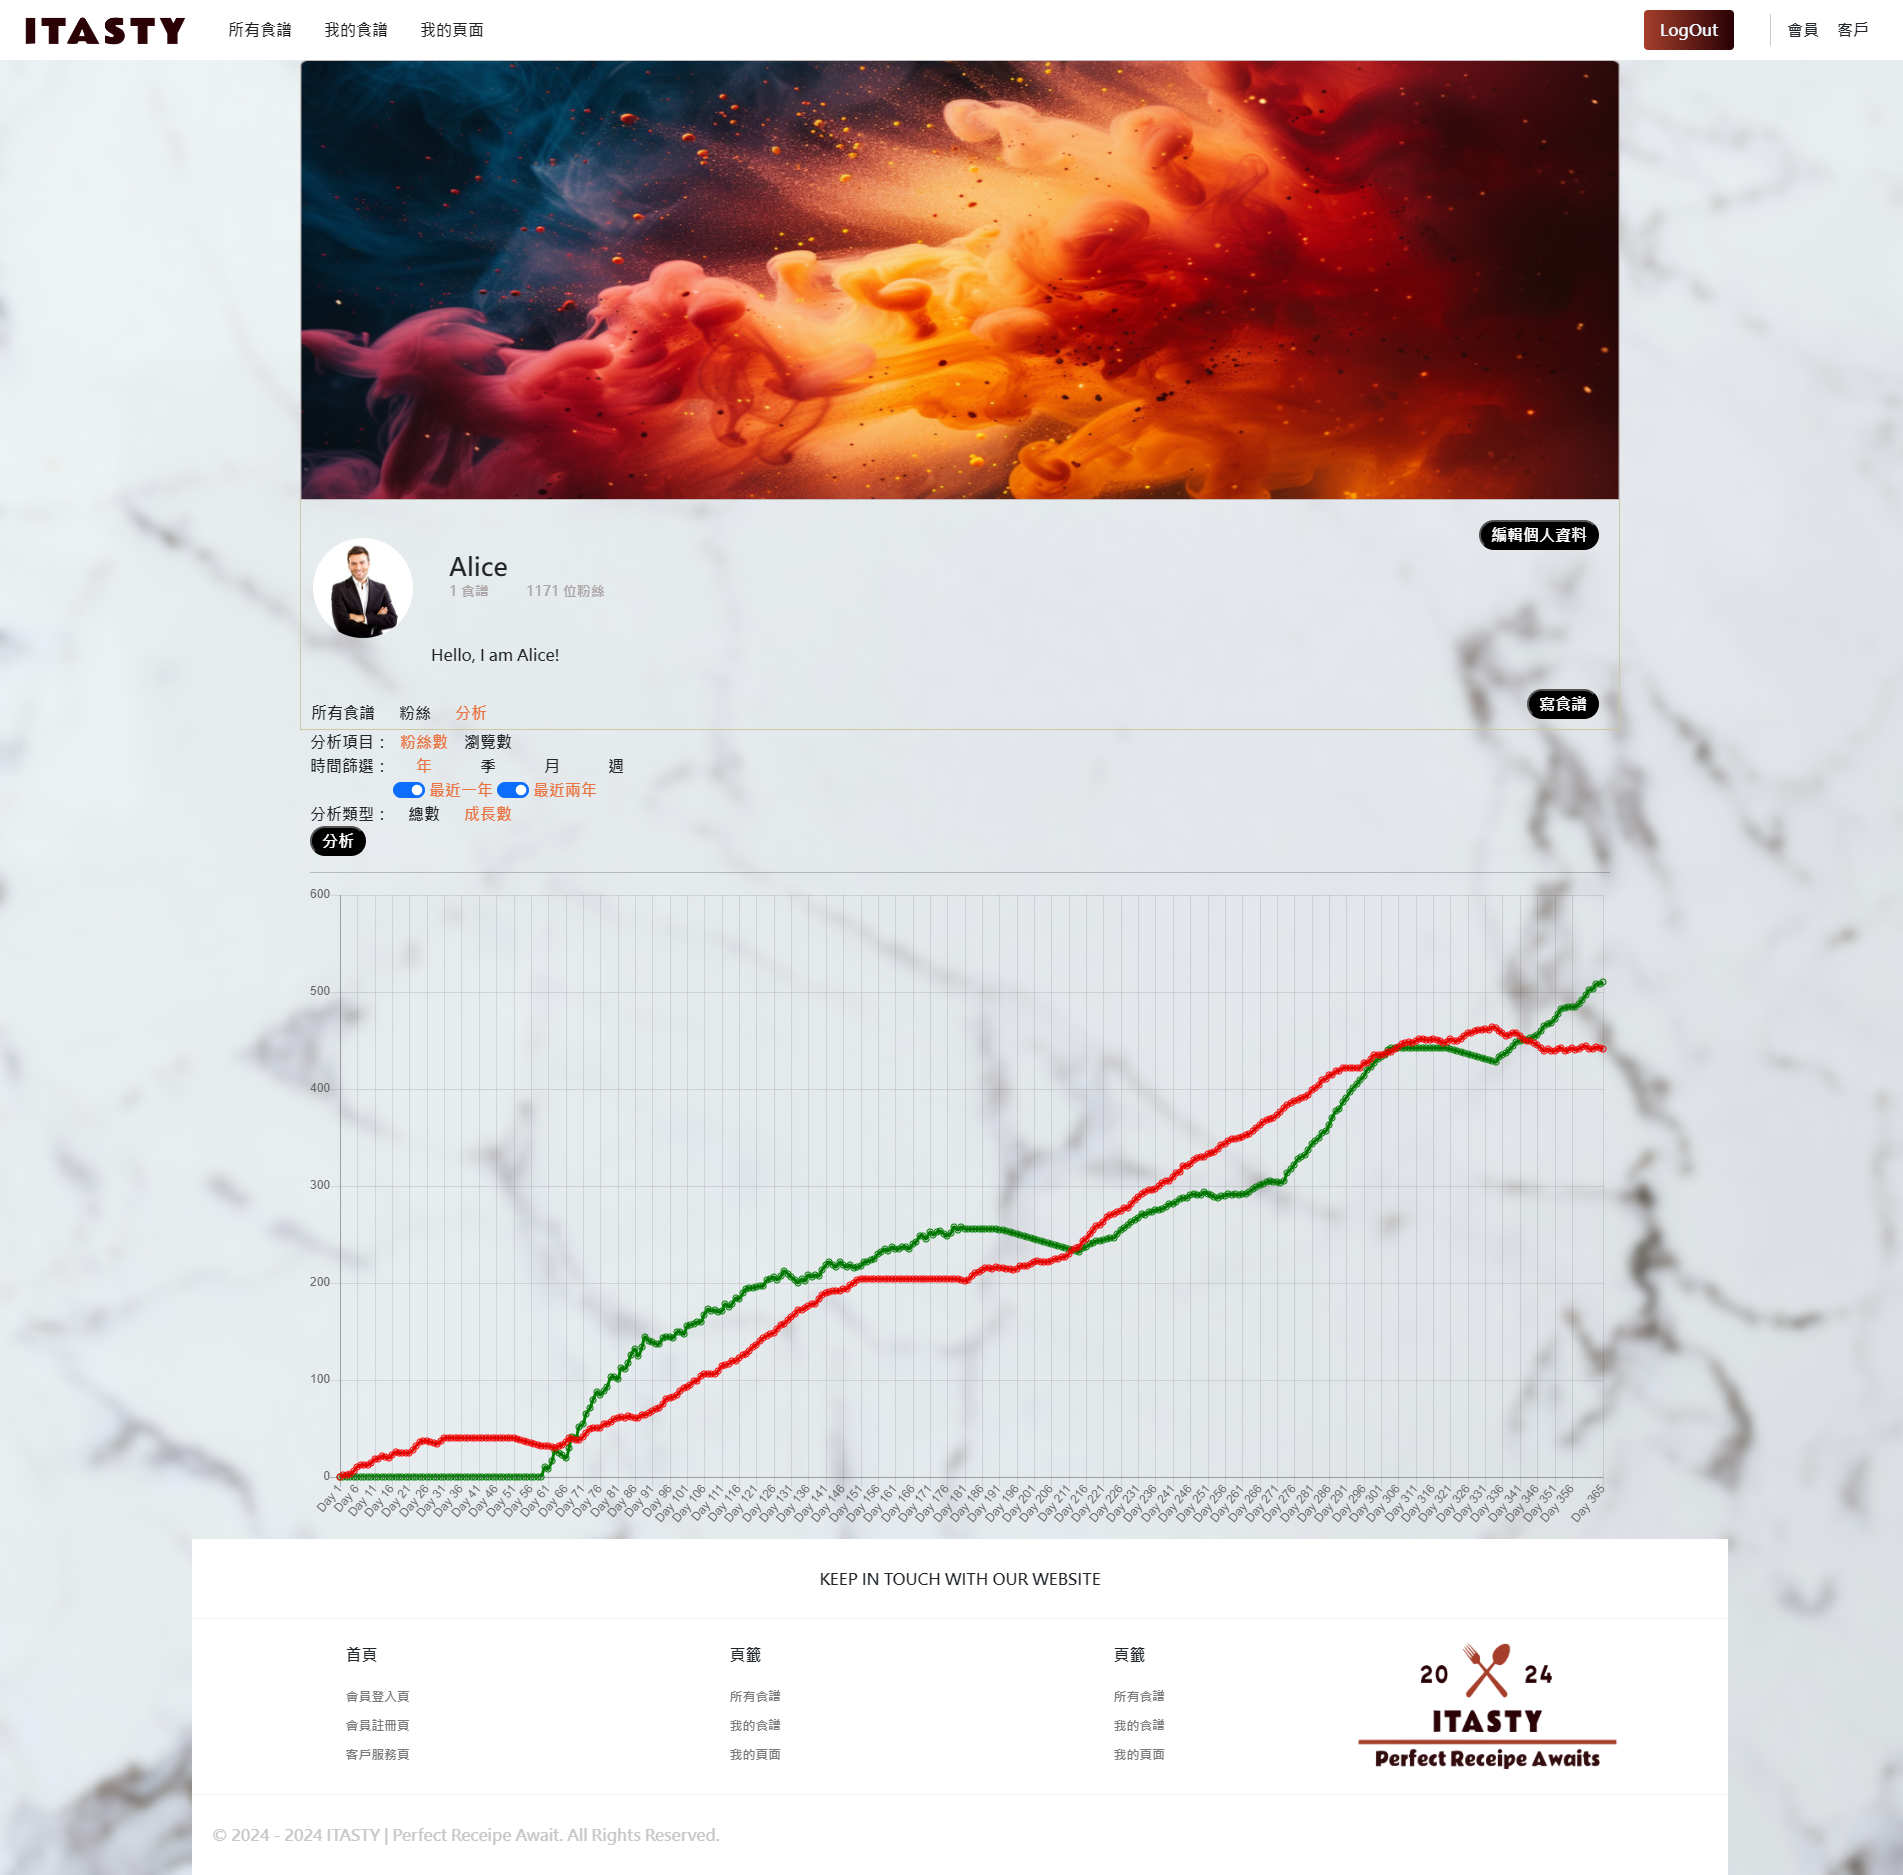 ITASTY 所有食譜 我的食譜 我的頁面 LogOut 會員 客戶
編輯個人資料
Alice
1 食譜 1171 位粉絲
Hello, I am Alice!
寫食譜
所有食譜 粉絲 分析
分析項目： 粉絲數 瀏覽數
時間篩選： 年 季 月 週
最近一年 最近兩年
分析類型： 總數 成長數
分析
600
500
400
300
200
100
0
Day 1 Day 6 Day 11 Day 16 Day 21 Day 26 Day 31 Day 36 Day 41 Day 46 Day 51 Day 56 Day 61 Day 66 Day 71 Day 76 Day 81 Day 86 Day 91 Day 96 Day 101 Day 106 Day 111 Day 116 Day 121 Day 126 Day 131 Day 136 Day 141 Day 146 Day 151 Day 156 Day 161 Day 166 Day 171 Day 176 Day 181 Day 186 Day 191 Day 196 Day 201 Day 206 Day 211 Day 216 Day 221 Day 226 Day 231 Day 236 Day 241 Day 246 Day 251 Day 256 Day 261 Day 266 Day 271 Day 276 Day 281 Day 286 Day 291 Day 296 Day 301 Day 306 Day 311 Day 316 Day 321 Day 326 Day 331 Day 336 Day 341 Day 346 Day 351 Day 356 Day 365
KEEP IN TOUCH WITH OUR WEBSITE
首頁 頁籤 頁籤
會員登入頁 所有食譜 所有食譜
會員註冊頁 我的食譜 我的食譜
客戶服務頁 我的頁面 我的頁面
20 24
ITASTY
Perfect Receipe Awaits
© 2024 - 2024 ITASTY | Perfect Receipe Await. All Rights Reserved.